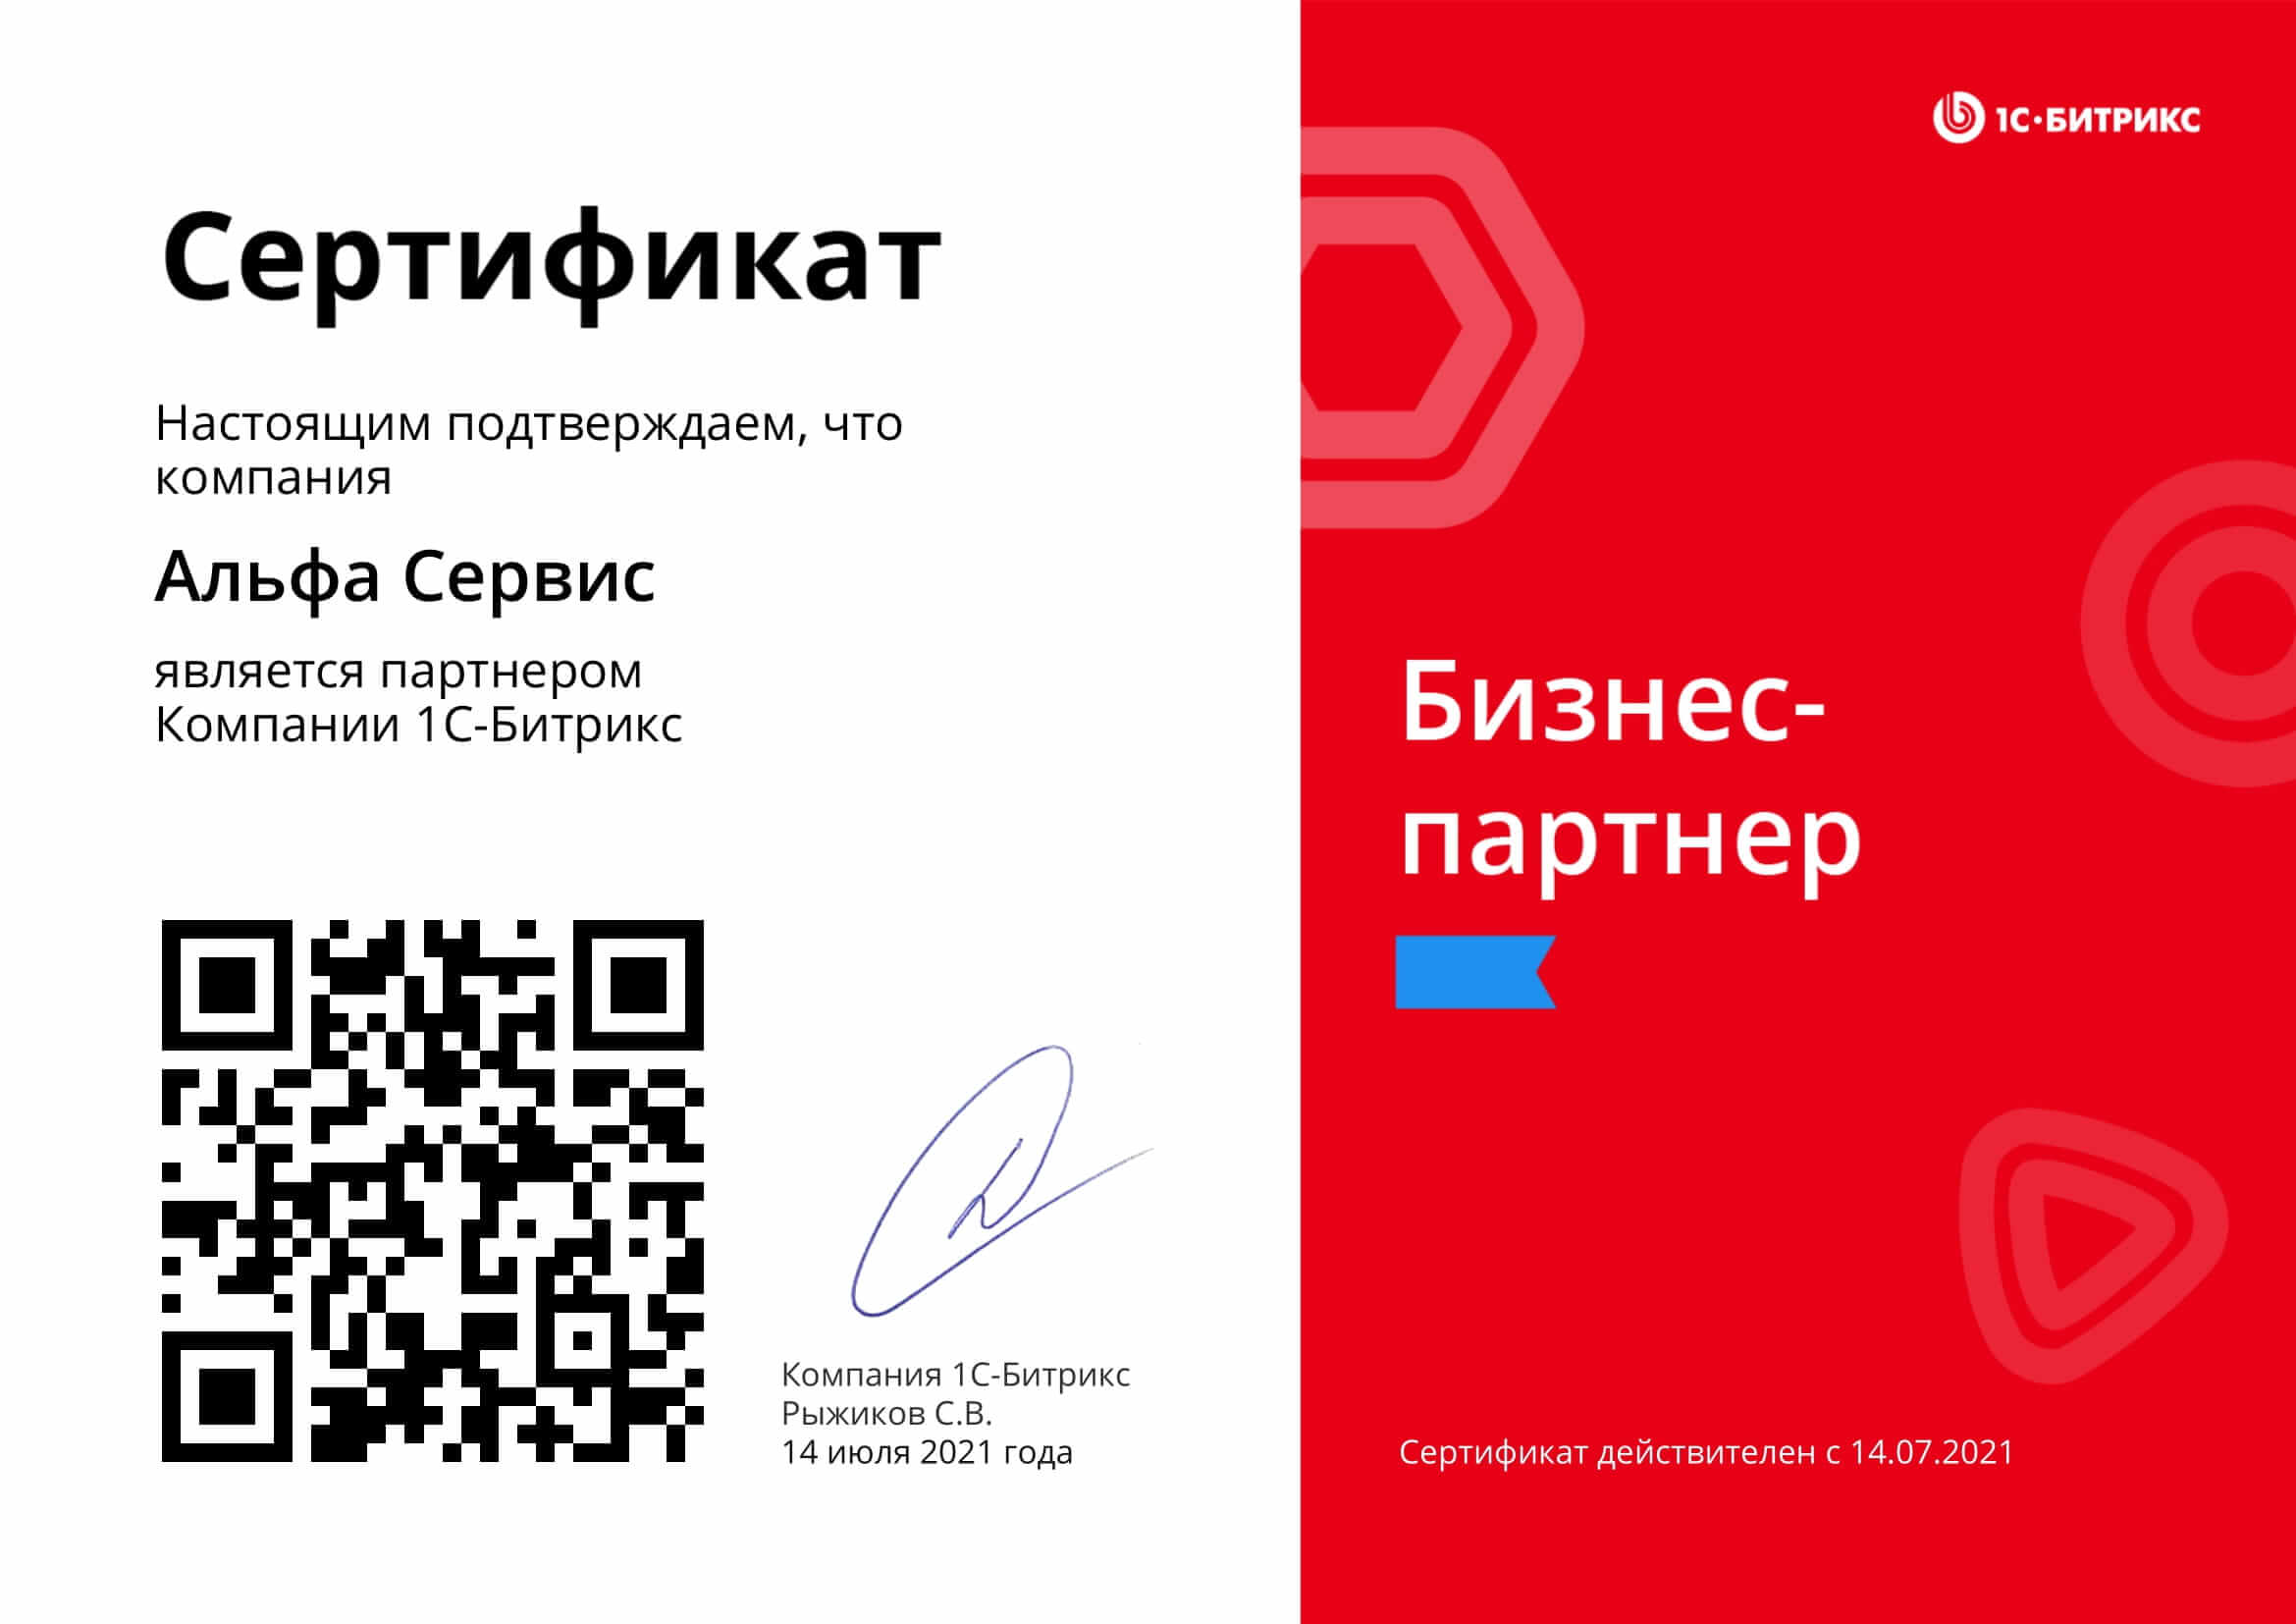 Сертификат
Настоящим подтверждаем, что
компания
Альфа Сервис
является партнером
Компании 1С-Битрикс
Компания 1С-Битрикс
Рыжиков С.В.
14 июля 2021 года
1С•БИТРИКС
Бизнес-
партнер
Сертификат действителен с 14.07.2021